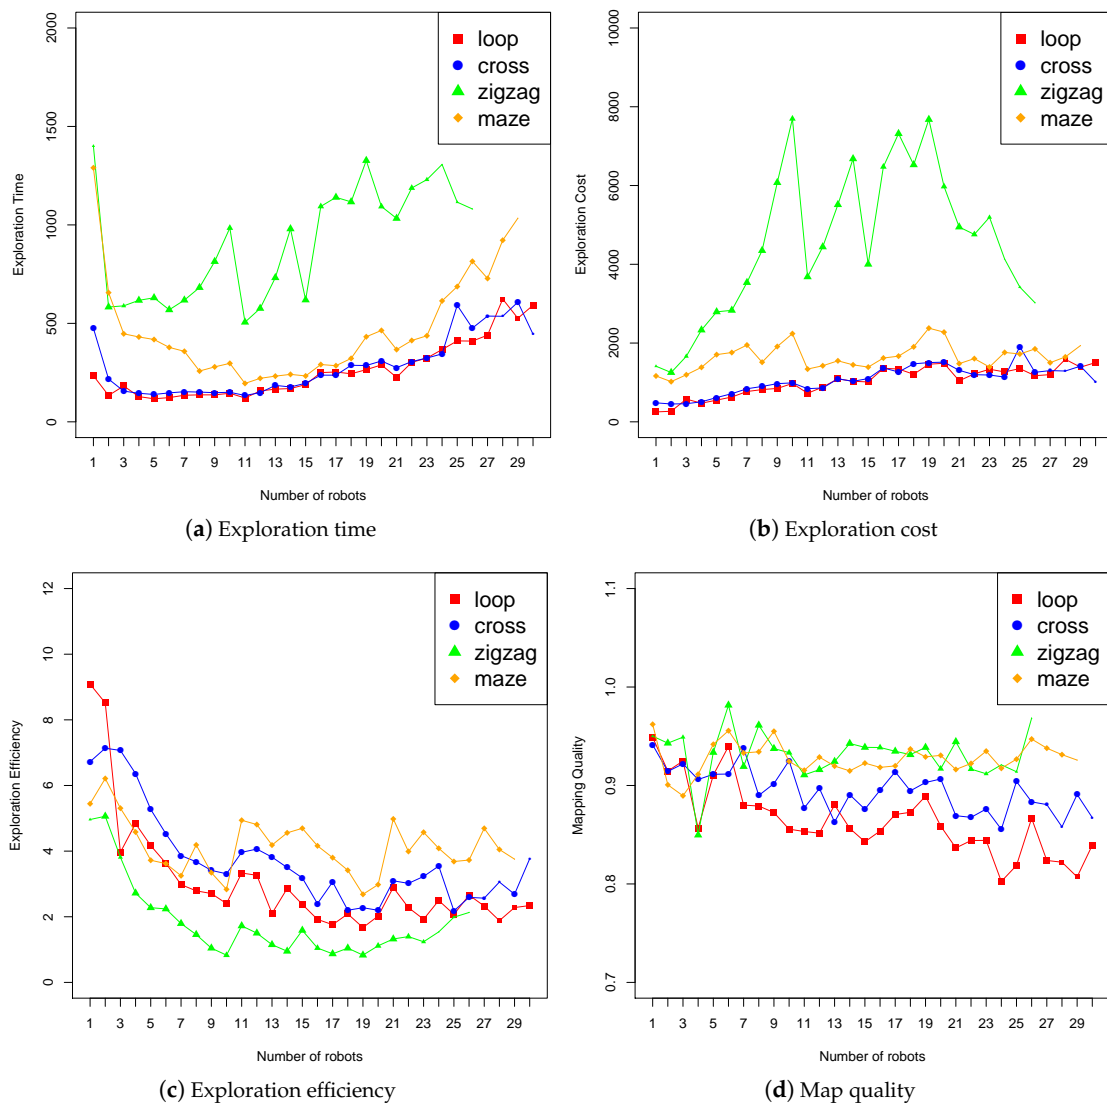 2000
1500
1000
500
0
Exploration Time
loop
cross
zigzag
maze
1 3 5 7 9 11 13 15 17 19 21 23 25 27 29
Number of robots
(a) Exploration time
10000
8000
6000
4000
2000
0
Exploration Cost
loop
cross
zigzag
maze
1 3 5 7 9 11 13 15 17 19 21 23 25 27 29
Number of robots
(b) Exploration cost
12
10
8
6
4
2
0
Exploration Efficiency
loop
cross
zigzag
maze
1 3 5 7 9 11 13 15 17 19 21 23 25 27 29
Number of robots
(c) Exploration efficiency
1.1
1.0
0.9
0.8
0.7
Mapping Quality
loop
cross
zigzag
maze
1 3 5 7 9 11 13 15 17 19 21 23 25 27 29
Number of robots
(d) Map quality